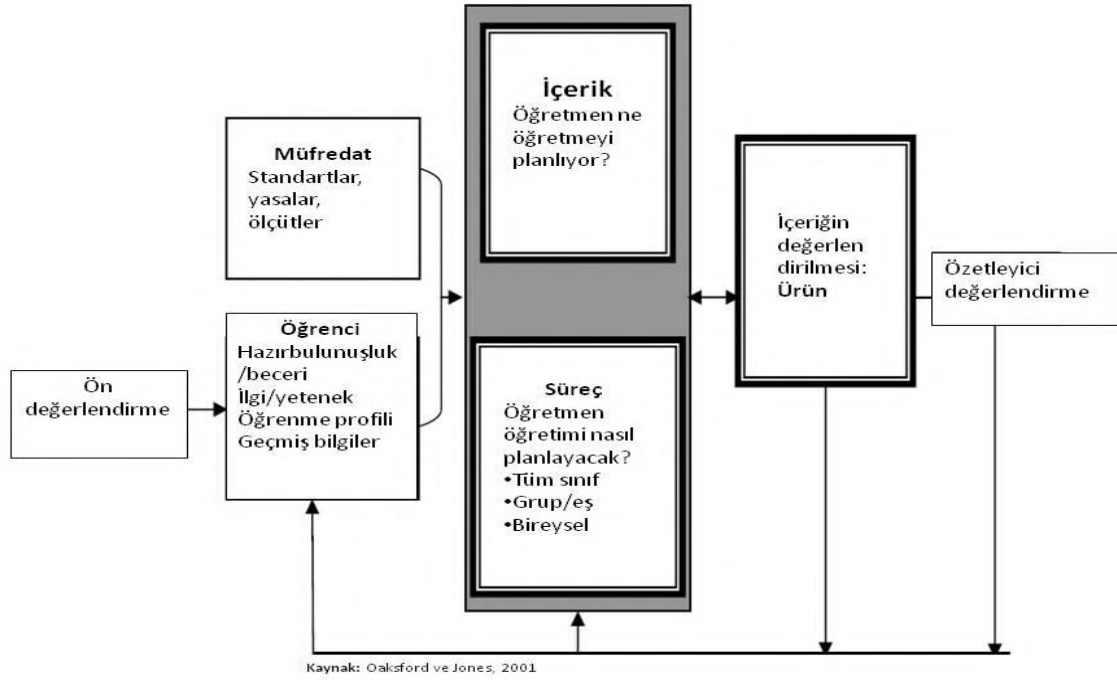 Ön
değerlendirme
Müfredat
Standartlar,
yasalar,
ölçütler
Öğrenci
Hazırbulunuşluk
/beceri
İlgi/yetenek
Öğrenme profili
Geçmiş bilgiler
İçerik
Öğretmen ne
öğretmeyi
planlıyor?
Süreç
Öğretmen
öğretimi nasıl
planlayacak?
•Tüm sınıf
•Grup/eş
•Bireysel
İçeriğin
değerlen
dirilmesi:
Ürün
Özetleyici
değerlendirme
Kaynak: Oaksford ve Jones, 2001